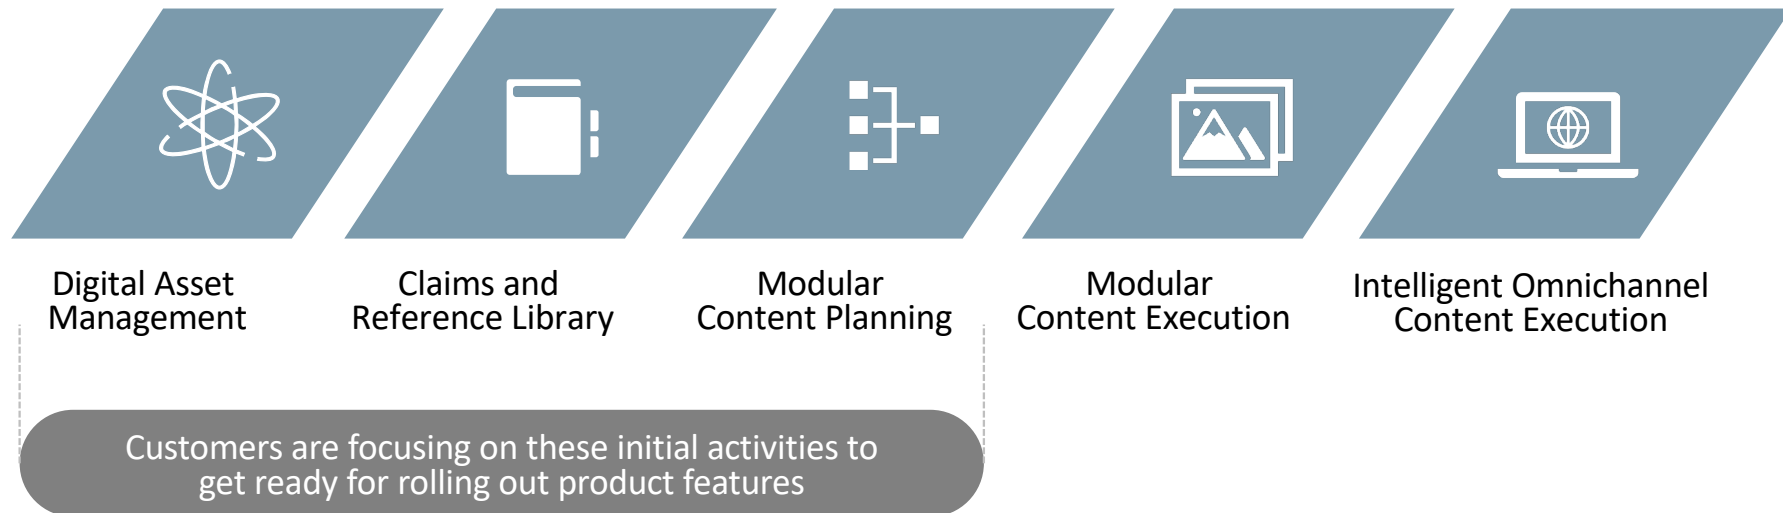 Digital Asset
Management
Claims and
Reference Library
Modular
Content Planning
Modular
Content Execution
Intelligent Omnichannel
Content Execution
Customers are focusing on these initial activities to
get ready for rolling out product features